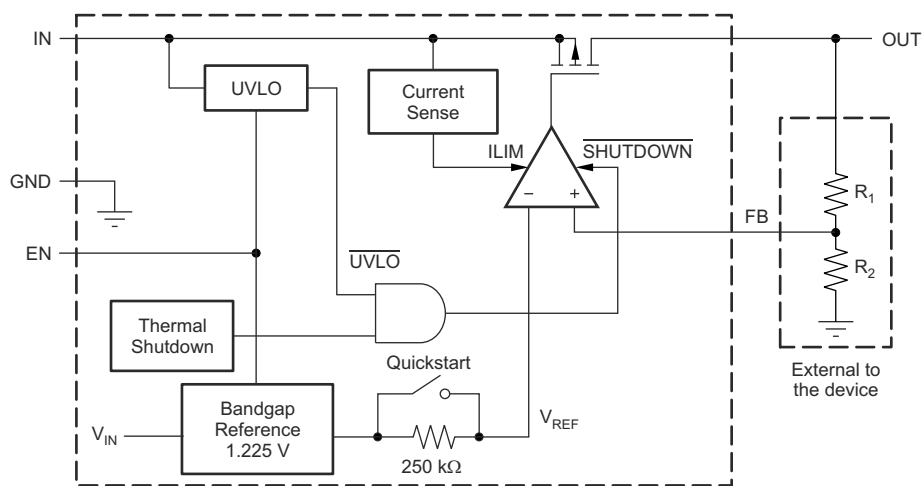 IN
OUT
UVLO
Current
Sense
ILIM
SHUTDOWN
GND
R1
FB
EN
UVLO
R2
Thermal
Shutdown
Quickstart
External to
the device
Bandgap
Reference
1.225 V
VIN
VREF
250 kΩ
−
+